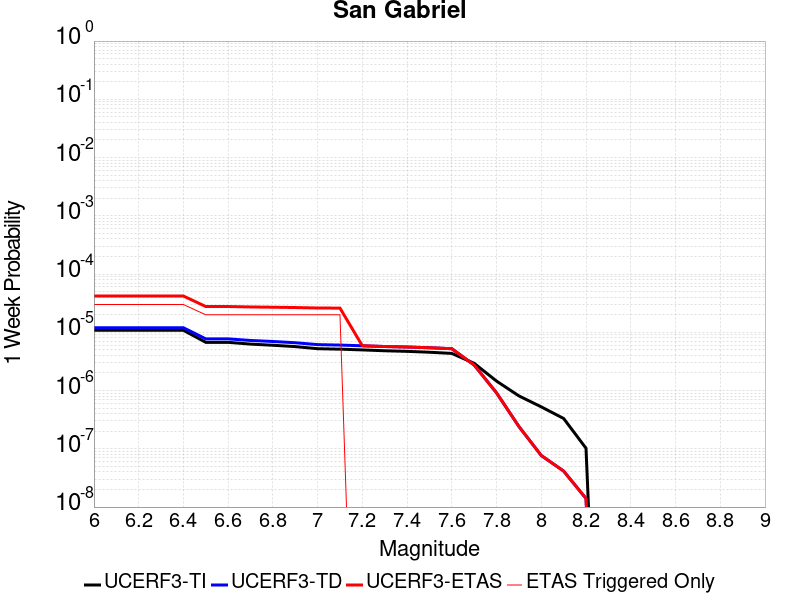 San Gabriel
10^0
10^-1
10^-2
10^-3
10^-4
10^-5
10^-6
10^-7
10^-8
1 Week Probability
6 6.2 6.4 6.6 6.8 7 7.2 7.4 7.6 7.8 8 8.2 8.4 8.6 8.8 9
Magnitude
UCERF3-TI UCERF3-TD UCERF3-ETAS ETAS Triggered Only